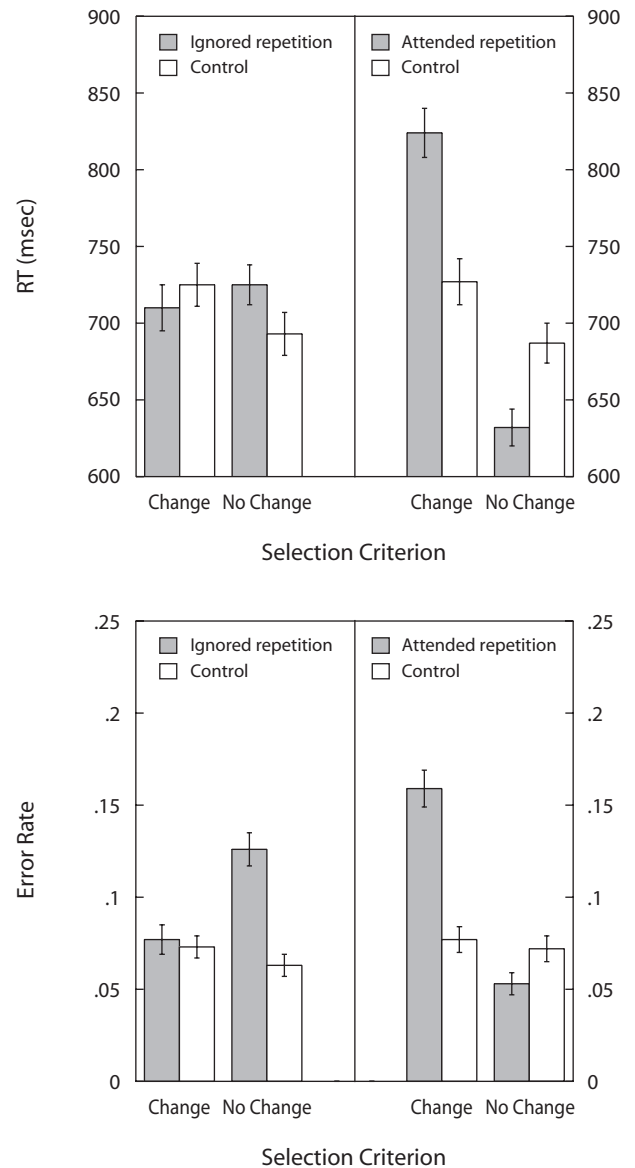 900 900
Ignored repetition Attended repetition
Control Control
850 850
800 800
750 750
RT (msec)
700 700
650 650
600 600
Change No Change Change No Change
Selection Criterion
.25 .25
Ignored repetition Attended repetition
Control Control
.2 .2
.15 .15
Error Rate
.1 .1
.05 .05
0 0
Change No Change Change No Change
Selection Criterion